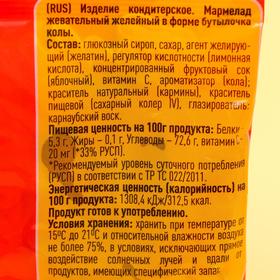 (RUS) Изделие кондитерское. Мармелад
жевательный желейный в форме бутылочка
колы.
Состав: глюкозный сироп, сахар, агент желирую-
щий (желатин), регулятор кислотности (лимонная
кислота), концентрированный фруктовый сок
(яблочный), витамин С, ароматизатор (кола);
краситель натуральный (кармины), краситель
пищевой (сахарный колер IV), глазирователь:
карнаубский воск.
Пищевая ценность на 100г продукта: Белки -
5,3 г, Жиры - 0,1 г, Углеводы - 72,6 г, витамин
20 мг (*33% РУСП).
*Рекомендуемый уровень суточного потребления
(РУСП) в соответствии с ТР ТС 022/2011.
Энергетическая ценность (калорийность) на
100 г продукта: 1308,4 кДж/312,5 ккал.
Продукт готов к употреблению.
Условия хранения: хранить при температуре от
15ºС до 21ºС и относительной влажности воздуха
не более 75%, в условиях, исключающих прямое
воздействие солнечных лучей и вдали от
продуктов, имеющих специфический запах.